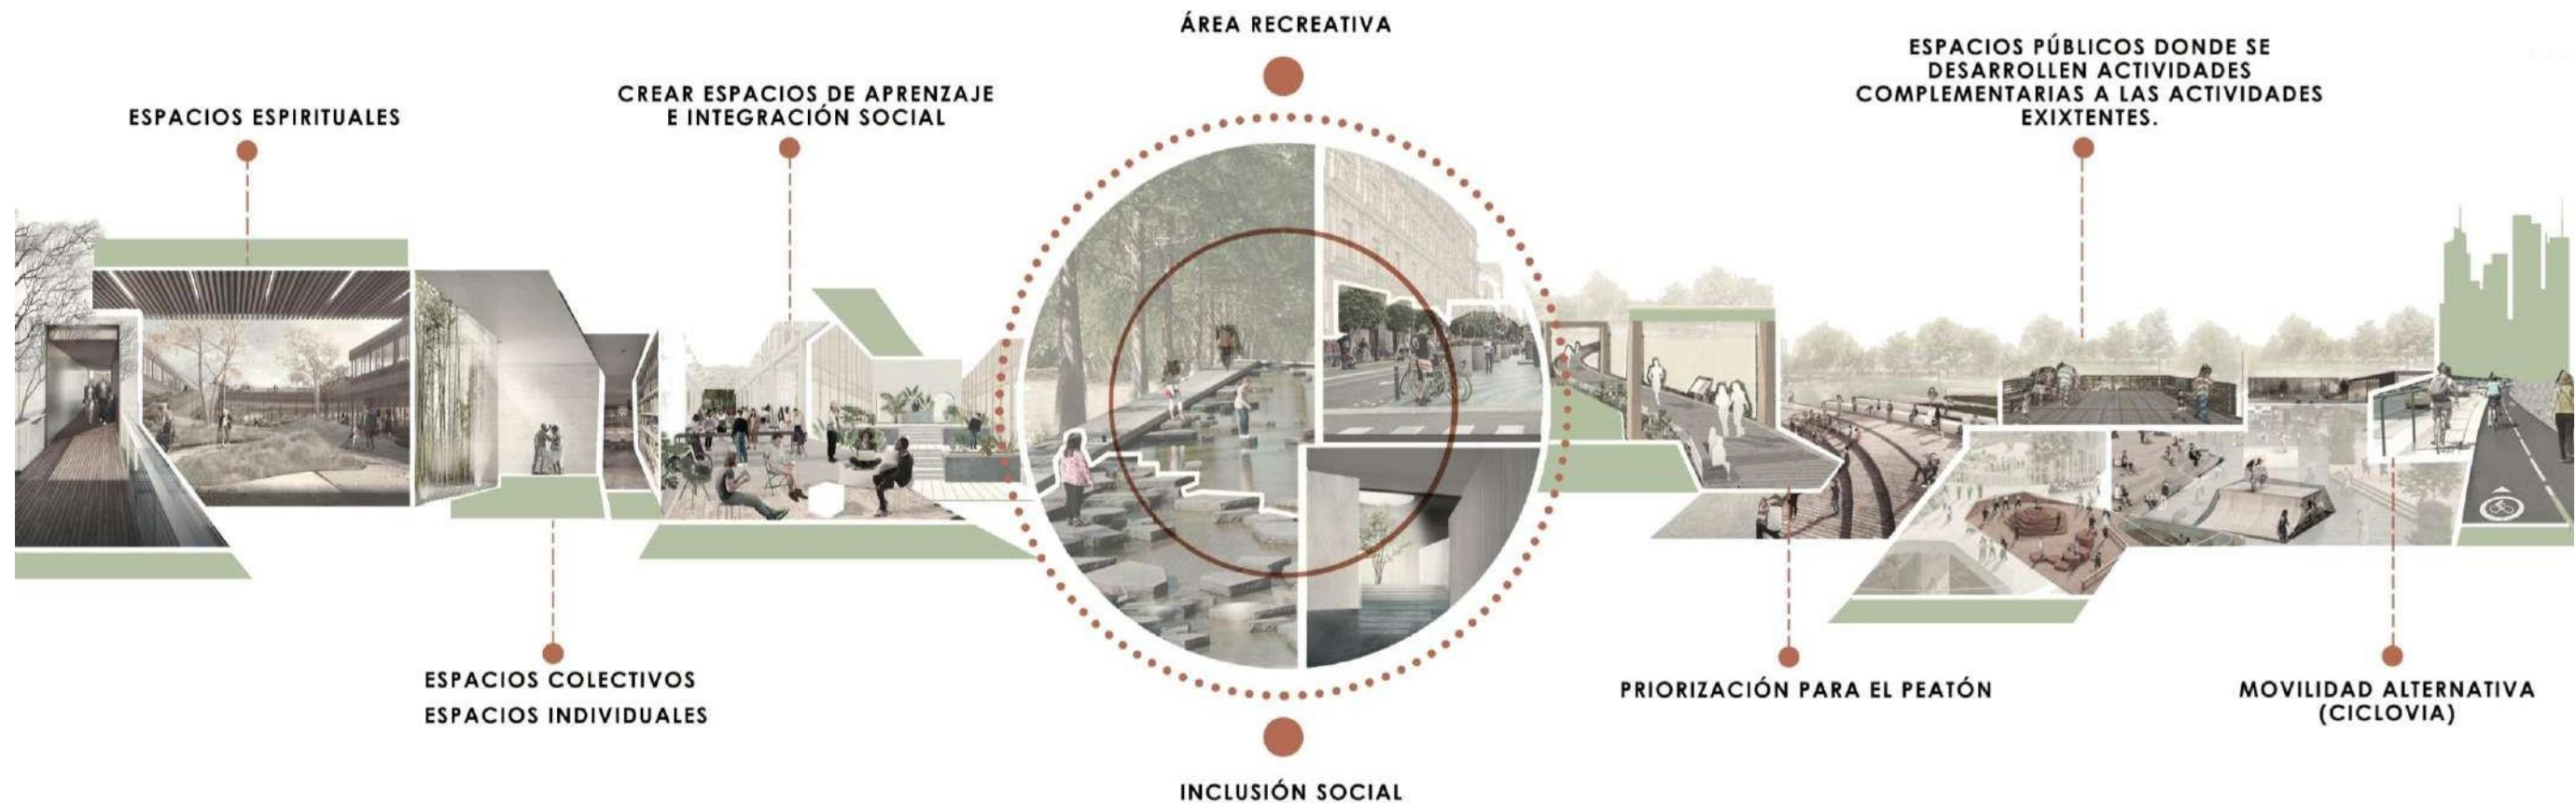 ÁREA RECREATIVA
ESPACIOS PÚBLICOS DONDE SE
DESARROLLEN ACTIVIDADES
COMPLEMENTARIAS A LAS ACTIVIDADES
EXIXTENTES.
CREAR ESPACIOS DE APRENZAJE
E INTEGRACIÓN SOCIAL
ESPACIOS ESPIRITUALES
ESPACIOS COLECTIVOS
ESPACIOS INDIVIDUALES
PRIORIZACIÓN PARA EL PEATÓN
MOVILIDAD ALTERNATIVA
(CICLOVIA)
INCLUSIÓN SOCIAL